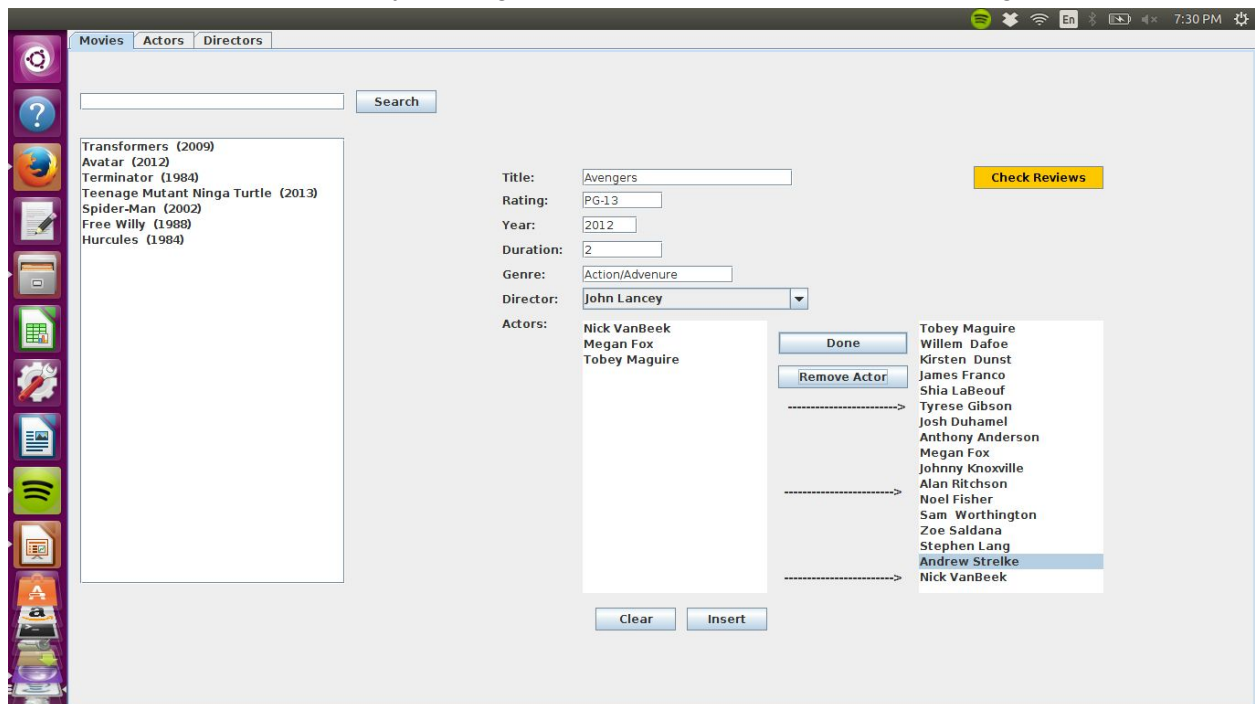 En 7:30 PM
Movies Actors Directors
Search
Transformers (2009)
Avatar (2012)
Terminator (1984)
Teenage Mutant Ninga Turtle (2013)
Spider-Man (2002)
Free Willy (1988)
Hurcules (1984)
Title: Avengers
Check Reviews
Rating: PG-13
Year: 2012
Duration: 2
Genre: Action/Advenure
Director: John Lancey
Actors:
Nick VanBeek
Megan Fox
Tobey Maguire
Done
Remove Actor
----------------------->
----------------------->
----------------------->
Tobey Maguire
Willem Dafoe
Kirsten Dunst
James Franco
Shia LaBeouf
Tyrese Gibson
Josh Duhamel
Anthony Anderson
Megan Fox
Johnny Knoxville
Alan Ritchson
Noel Fisher
Sam Worthington
Zoe Saldana
Stephen Lang
Andrew Strelke
Nick VanBeek
Clear Insert